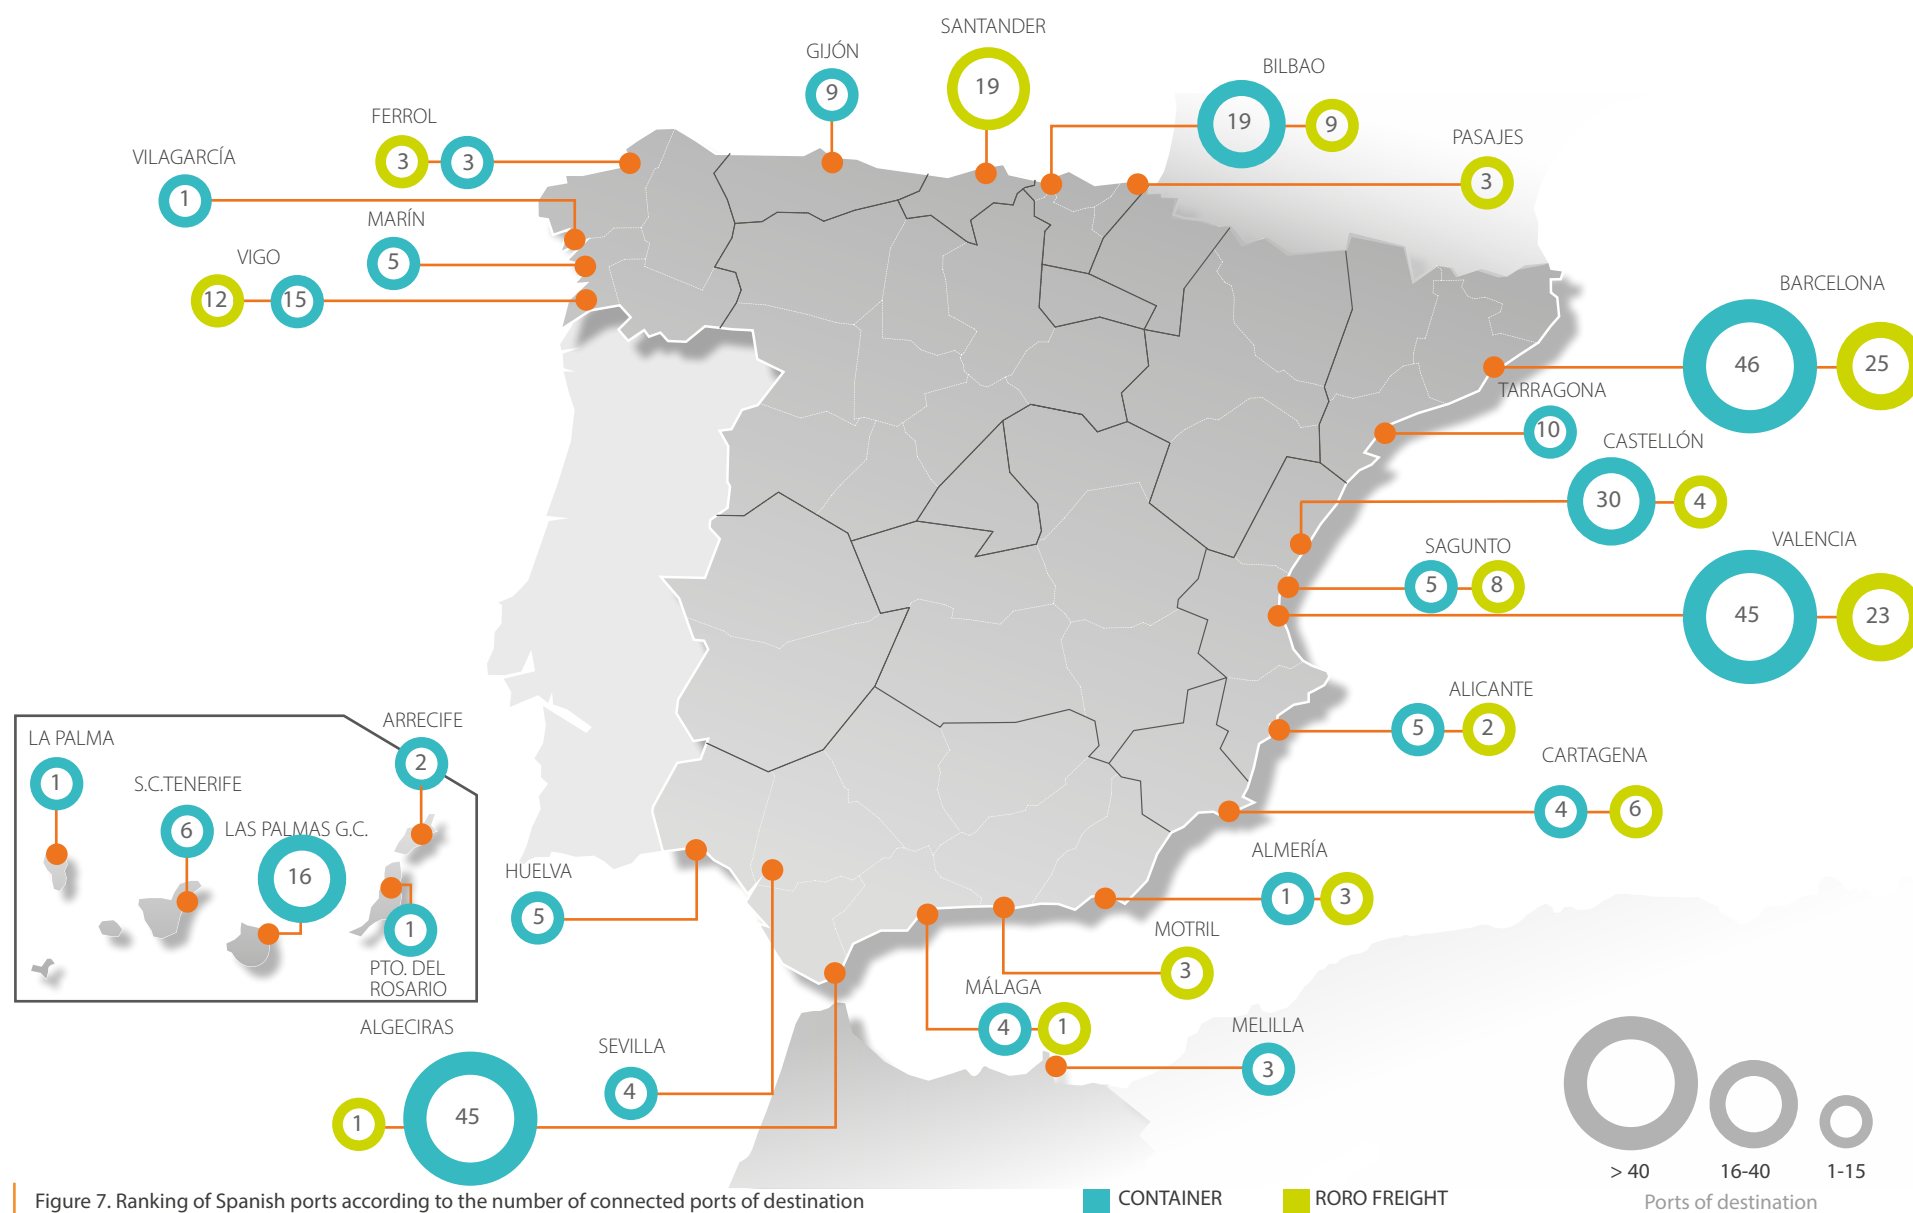 SANTANDER
19
GIJÓN
9
BILBAO
19
9
FERROL
3
3
PASAJES
3
VILAGARCÍA
1
MARÍN
5
VIGO
12
15
BARCELONA
46
25
TARRAGONA
10
CASTELLÓN
30
4
VALENCIA
45
23
SAGUNTO
5
8
ALICANTE
5
2
CARTAGENA
4
6
ARRECIFE
2
LA PALMA
1
S.C.TENERIFE
6
LAS PALMAS G.C.
16
1
PTO. DEL
ROSARIO
HUELVA
5
ALMERÍA
1
3
MOTRIL
3
MÁLAGA
4
1
MELILLA
3
ALGECIRAS
1
45
SEVILLA
4
> 40
16-40
1-15
Ports of destination
CONTAINER
RORO FREIGHT
Figure 7. Ranking of Spanish ports according to the number of connected ports of destination